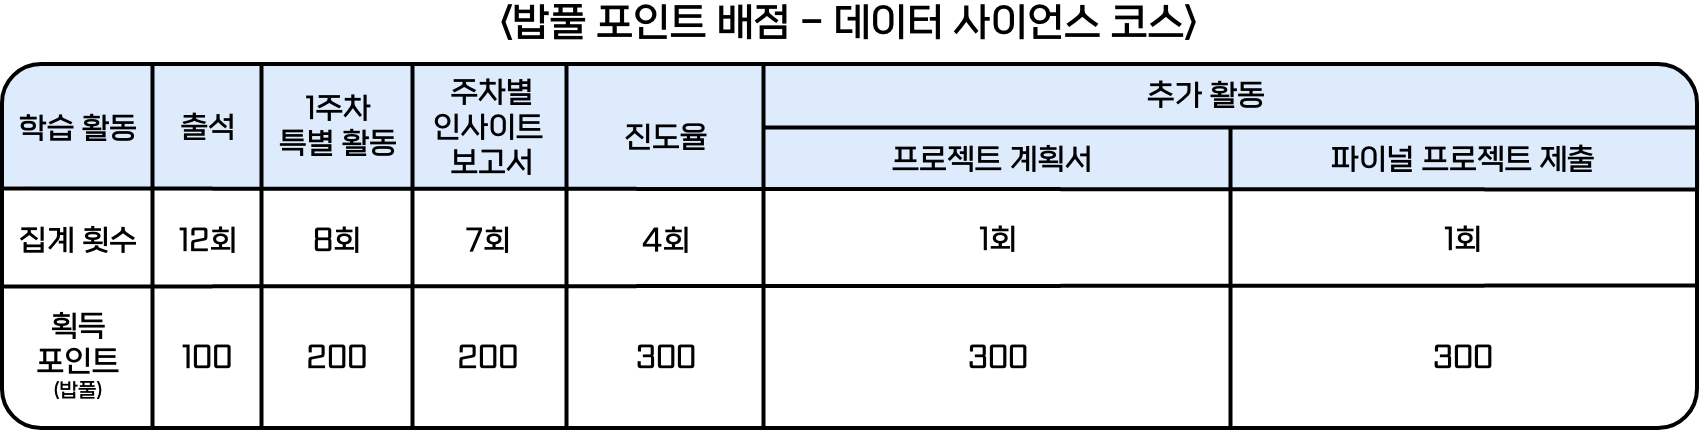 <밥풀 포인트 배점 – 데이터 사이언스 코스>
학습 활동
출석
1주차
특별 활동
주차별
인사이트
보고서
진도율
추가 활동
프로젝트 계획서
파이널 프로젝트 제출
집계 횟수
12회
8회
7회
4회
1회
1회
획득
포인트
(밥풀)
100
200
200
300
300
300